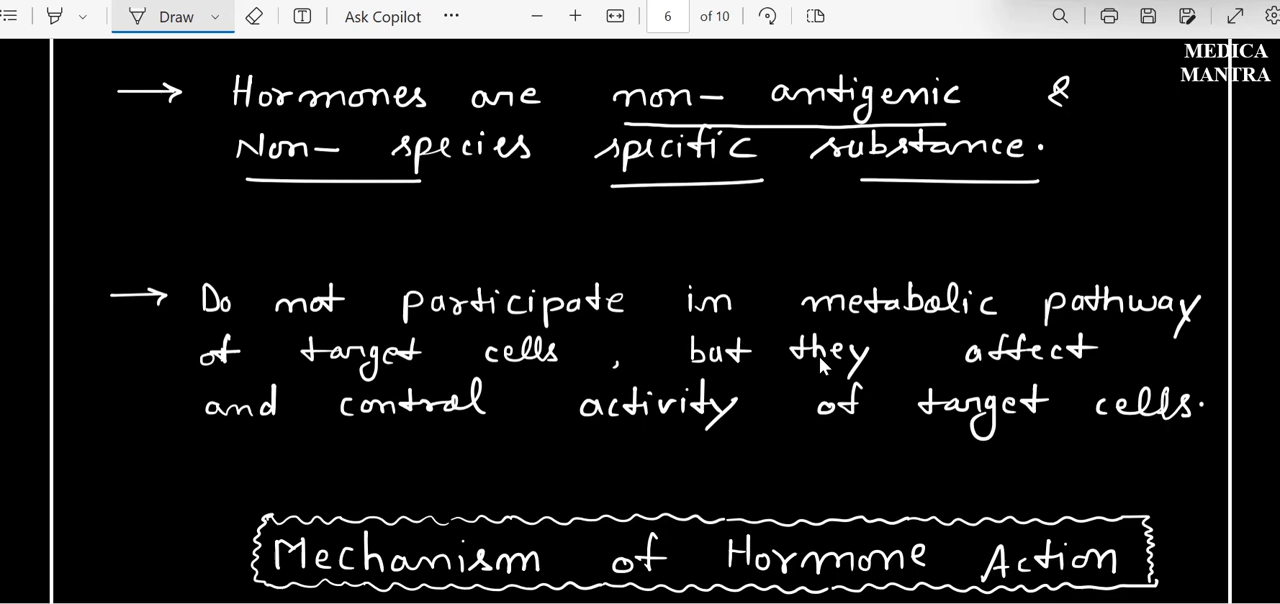 Draw
Ask Copilot
6 of 10
MEDICA
MANTRA
→ Hormones are non- antigenic &
Non- species specific substance.
→ Do not participate in metabolic pathway
of target cells, but they affect
and control activity of target cells.
Mechanism of Hormone Action